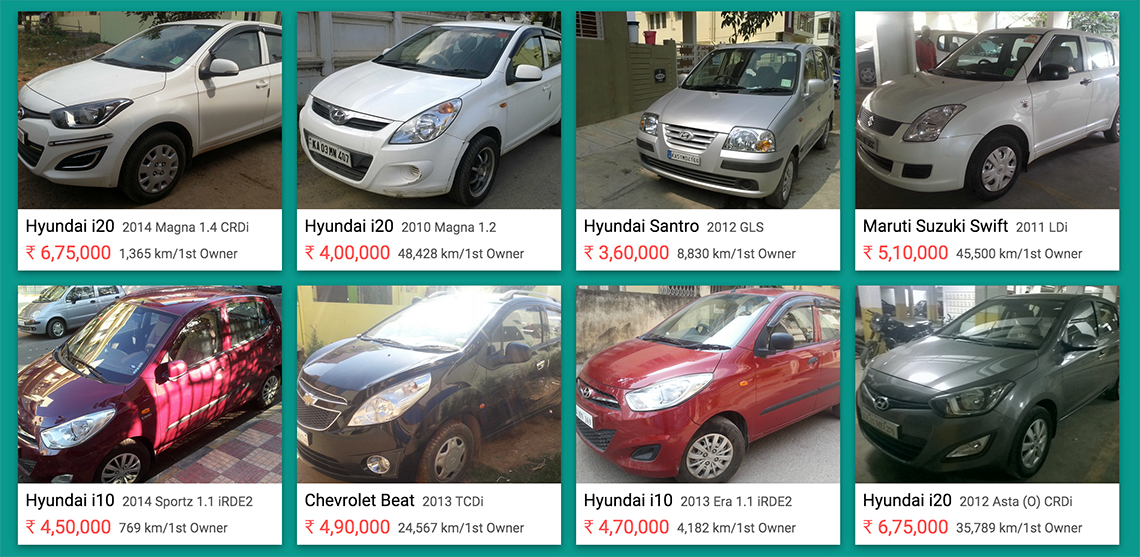 Hyundai i20 2014 Magna 1.4 CRDi
₹ 6,75,000 1,365 km/1st Owner
KA 03 MN 407
Hyundai i20 2010 Magna 1.2
₹ 4,00,000 48,428 km/1st Owner
Hyundai Santro 2012 GLS
₹ 3,60,000 8,830 km/1st Owner
Maruti Suzuki Swift 2011 LDi
₹ 5,10,000 45,500 km/1st Owner
Hyundai i10 2014 Sportz 1.1 iRDE2
₹ 4,50,000 769 km/1st Owner
Chevrolet Beat 2013 TCDi
₹ 4,90,000 24,567 km/1st Owner
Hyundai i10 2013 Era 1.1 iRDE2
₹ 4,70,000 4,182 km/1st Owner
Hyundai i20 2012 Asta (O) CRDi
₹ 6,75,000 35,789 km/1st Owner